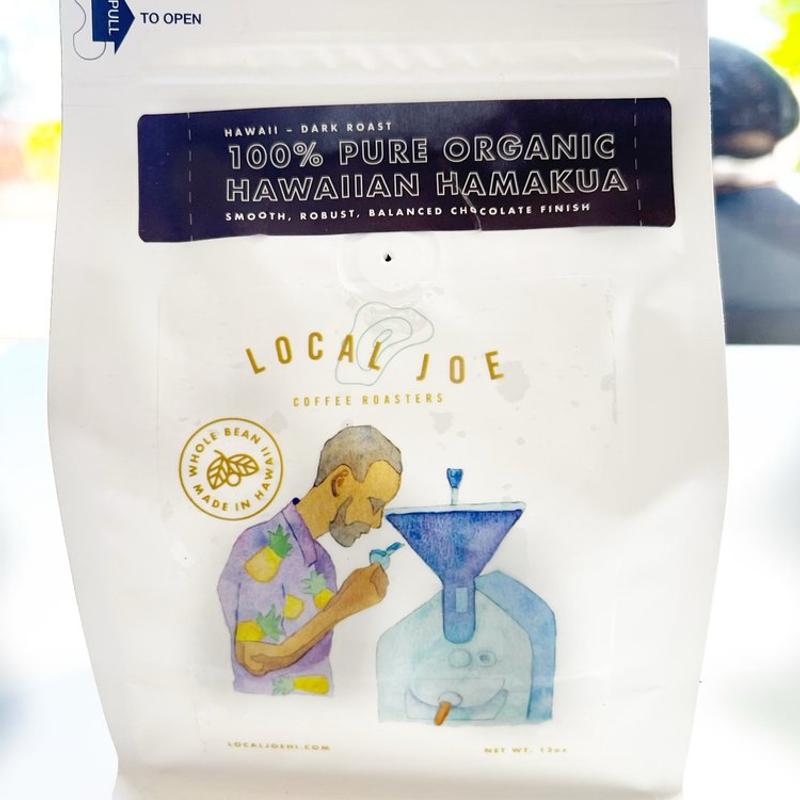 PULL
TO OPEN
HAWAII – DARK ROAST
100% PURE ORGANIC
HAWAIIAN HAMAKUA
SMOOTH, ROBUST, BALANCED CHOCOLATE FINISH
LOCAL JOE
COFFEE ROASTERS
WHOLE BEAN
MADE IN HAWAII
LOCALJOEHI.COM
NET WT. 12oz